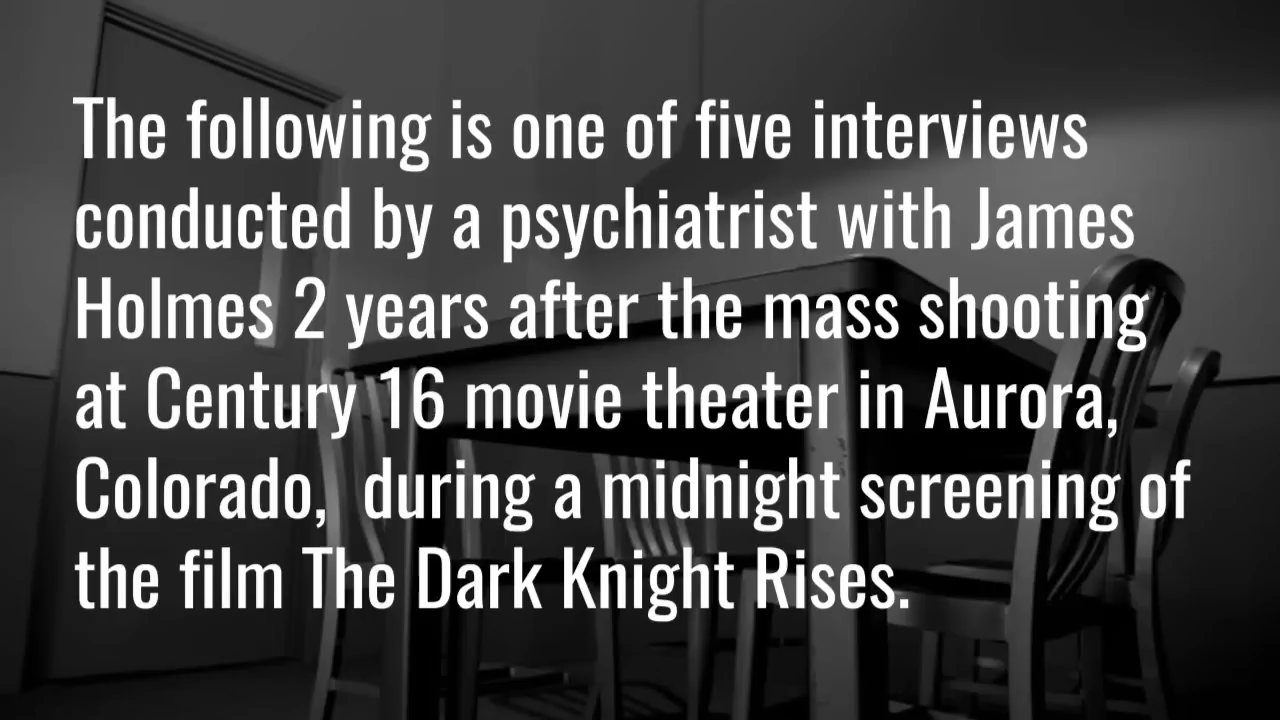 The following is one of five interviews
conducted by a psychiatrist with James
Holmes 2 years after the mass shooting
at Century 16 movie theater in Aurora,
Colorado,  during a midnight screening of
the film The Dark Knight Rises.